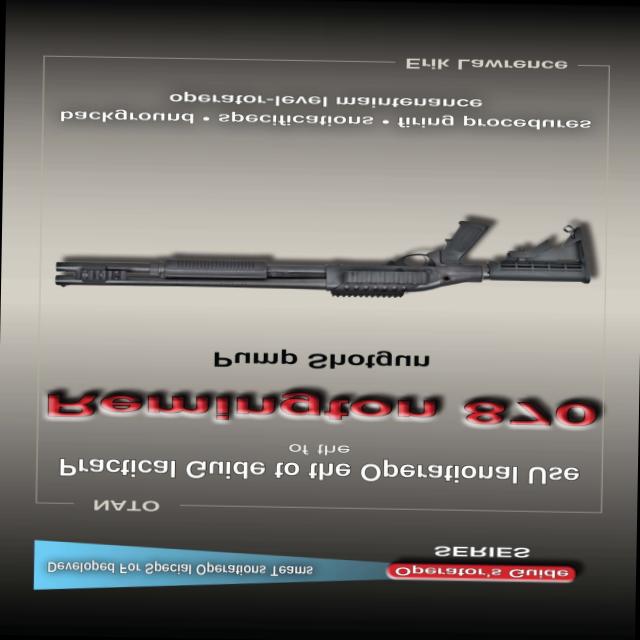 Developed For Special Operations Teams
Operator's Guide
SERIES
NATO
Practical Guide to the Operational Use
of the
Remington 870
Pump Shotgun
background • specifications • firing procedures
operator-level maintenance
Erik Lawrence